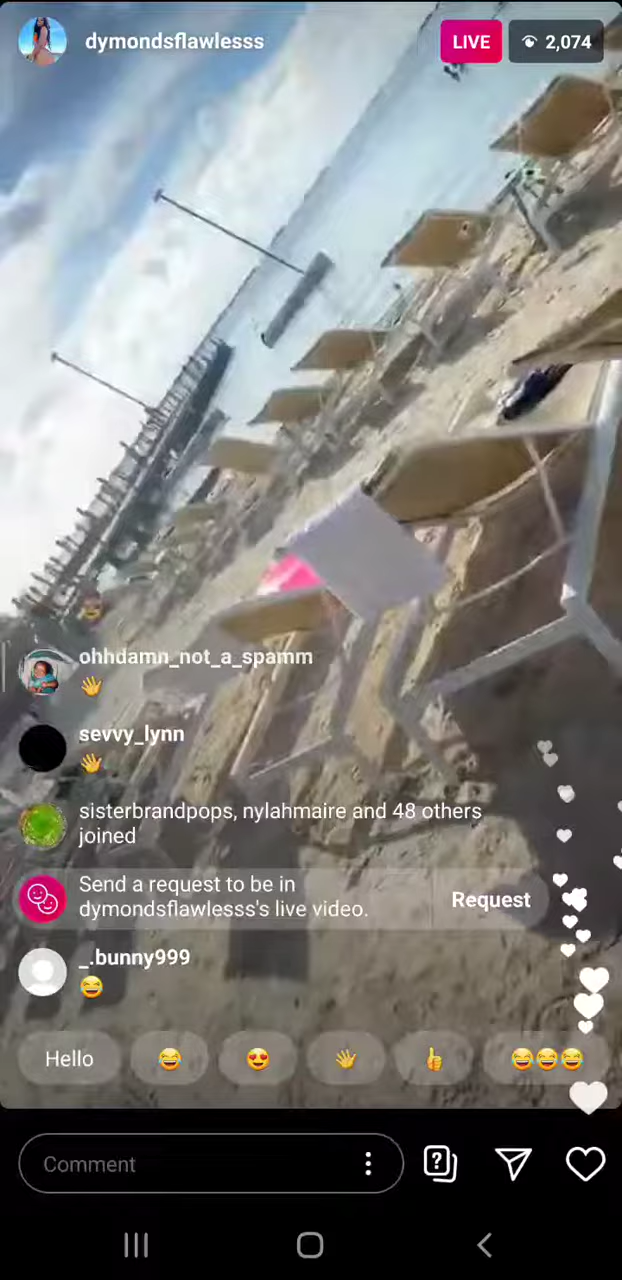 dymondsflawlesss
LIVE
2,074
ohhdamn_not_a_spamm
👋
sevvy_lynn
👋
sisterbrandpops, nylahmaire and 48 others
joined
Send a request to be in
dymondsflawlesss's live video.
Request
_.bunny999
😂
Hello
😂
😍
👋
👍
😂😂😂
Comment